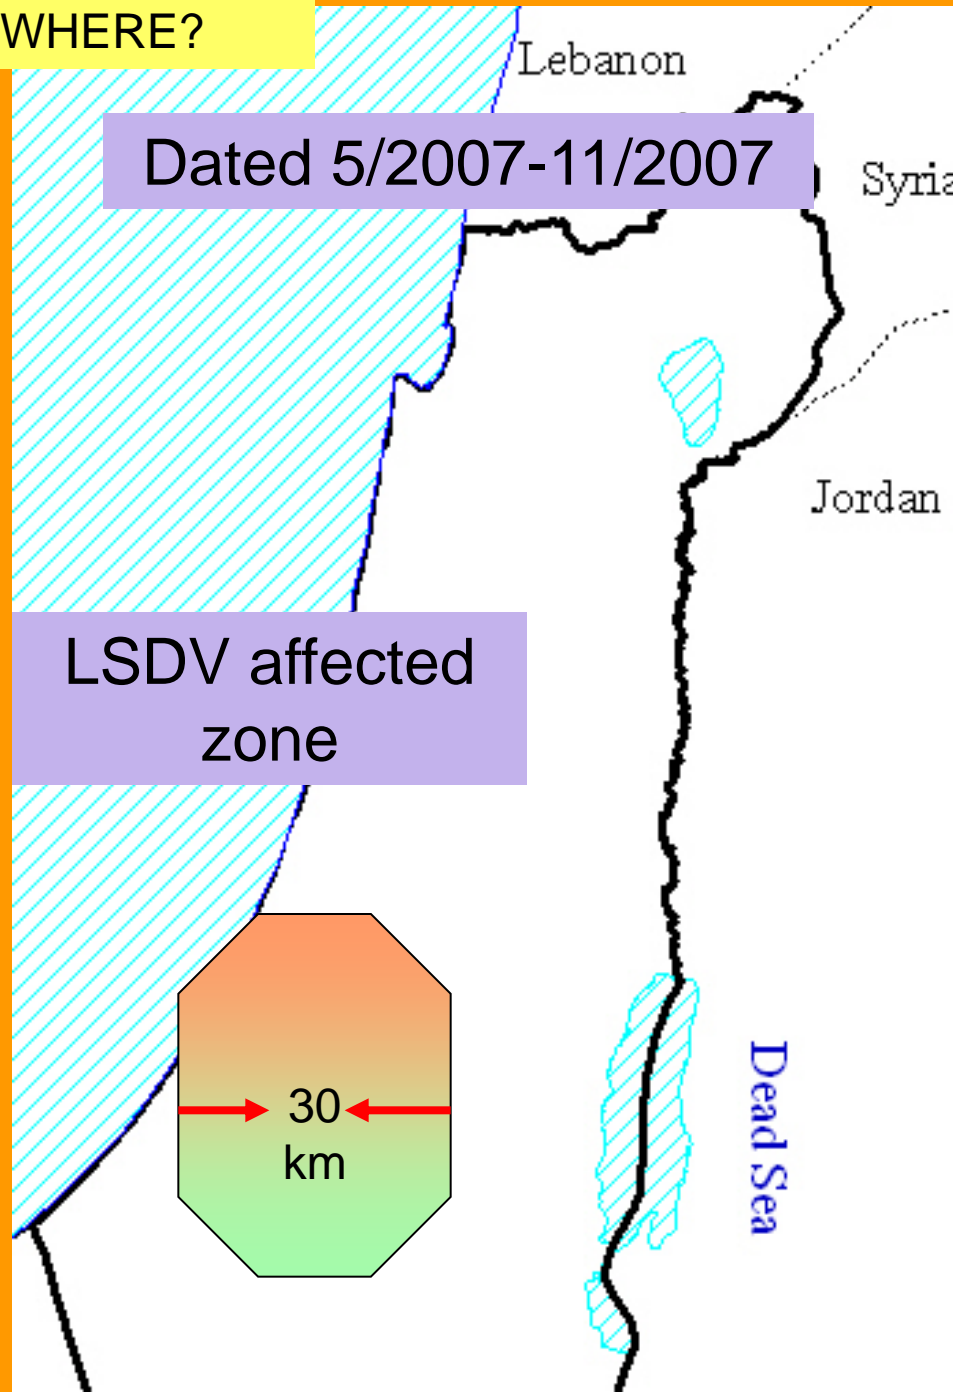 WHERE?
Lebanon
Dated 5/2007-11/2007
Syria
Jordan
LSDV affected
zone
30
km
Dead Sea